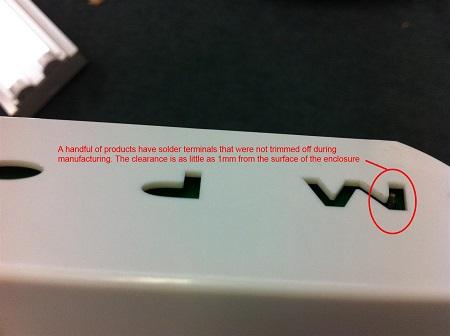 A handful of products have solder terminals that were not trimmed off during
manufacturing. The clearance is as little as 1mm from the surface of the enclosure